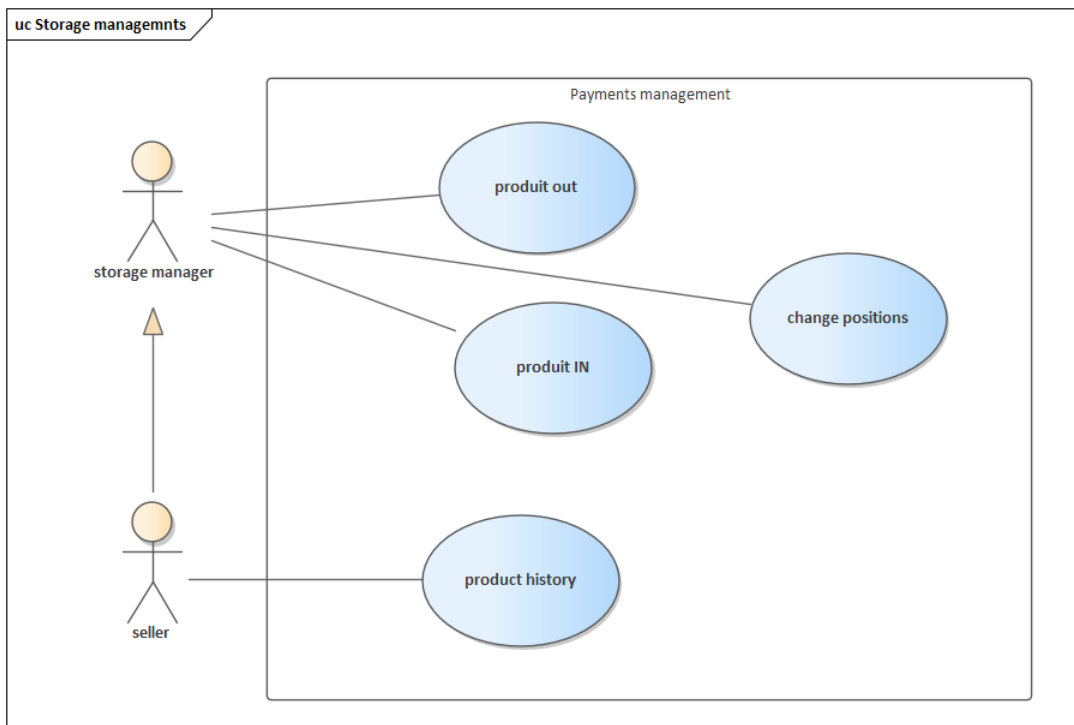 uc Storage managemnts
Payments management
produit out
storage manager
change positions
produit IN
product history
seller